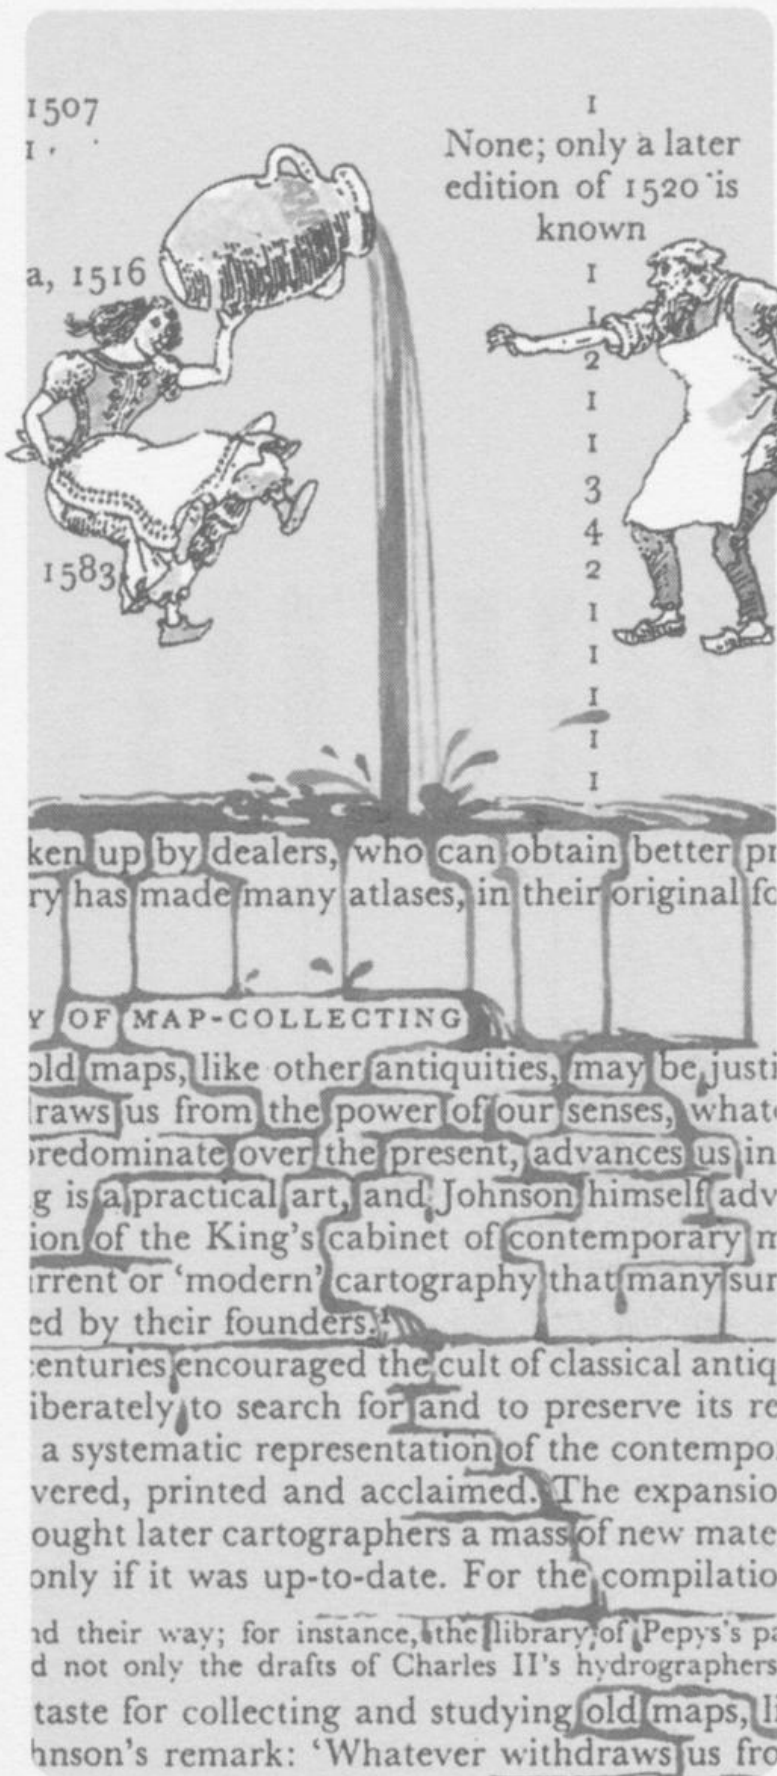 1507
1
None; only a later
edition of 1520 is
known
a, 1516
1
1
2
1
1
3
4
1583
2
1
1
1
1
1
ken up by dealers, who can obtain better pr
ry has made many atlases, in their original fo
Y OF MAP-COLLECTING
old maps, like other antiquities, may be justi
raws us from the power of our senses, whate
predominate over the present, advances us in
g is a practical art, and Johnson himself adv
ion of the King's cabinet of contemporary m
urrent or 'modern' cartography that many sur
ed by their founders.¹
centuries encouraged the cult of classical antiq
iberately to search for and to preserve its re
a systematic representation of the contempor
vered, printed and acclaimed. The expansio
ought later cartographers a mass of new mate
only if it was up-to-date. For the compilatio
nd their way; for instance, the library of Pepys's pa
d not only the drafts of Charles II's hydrographers
taste for collecting and studying old maps, li
hnson's remark: 'Whatever withdraws us fro